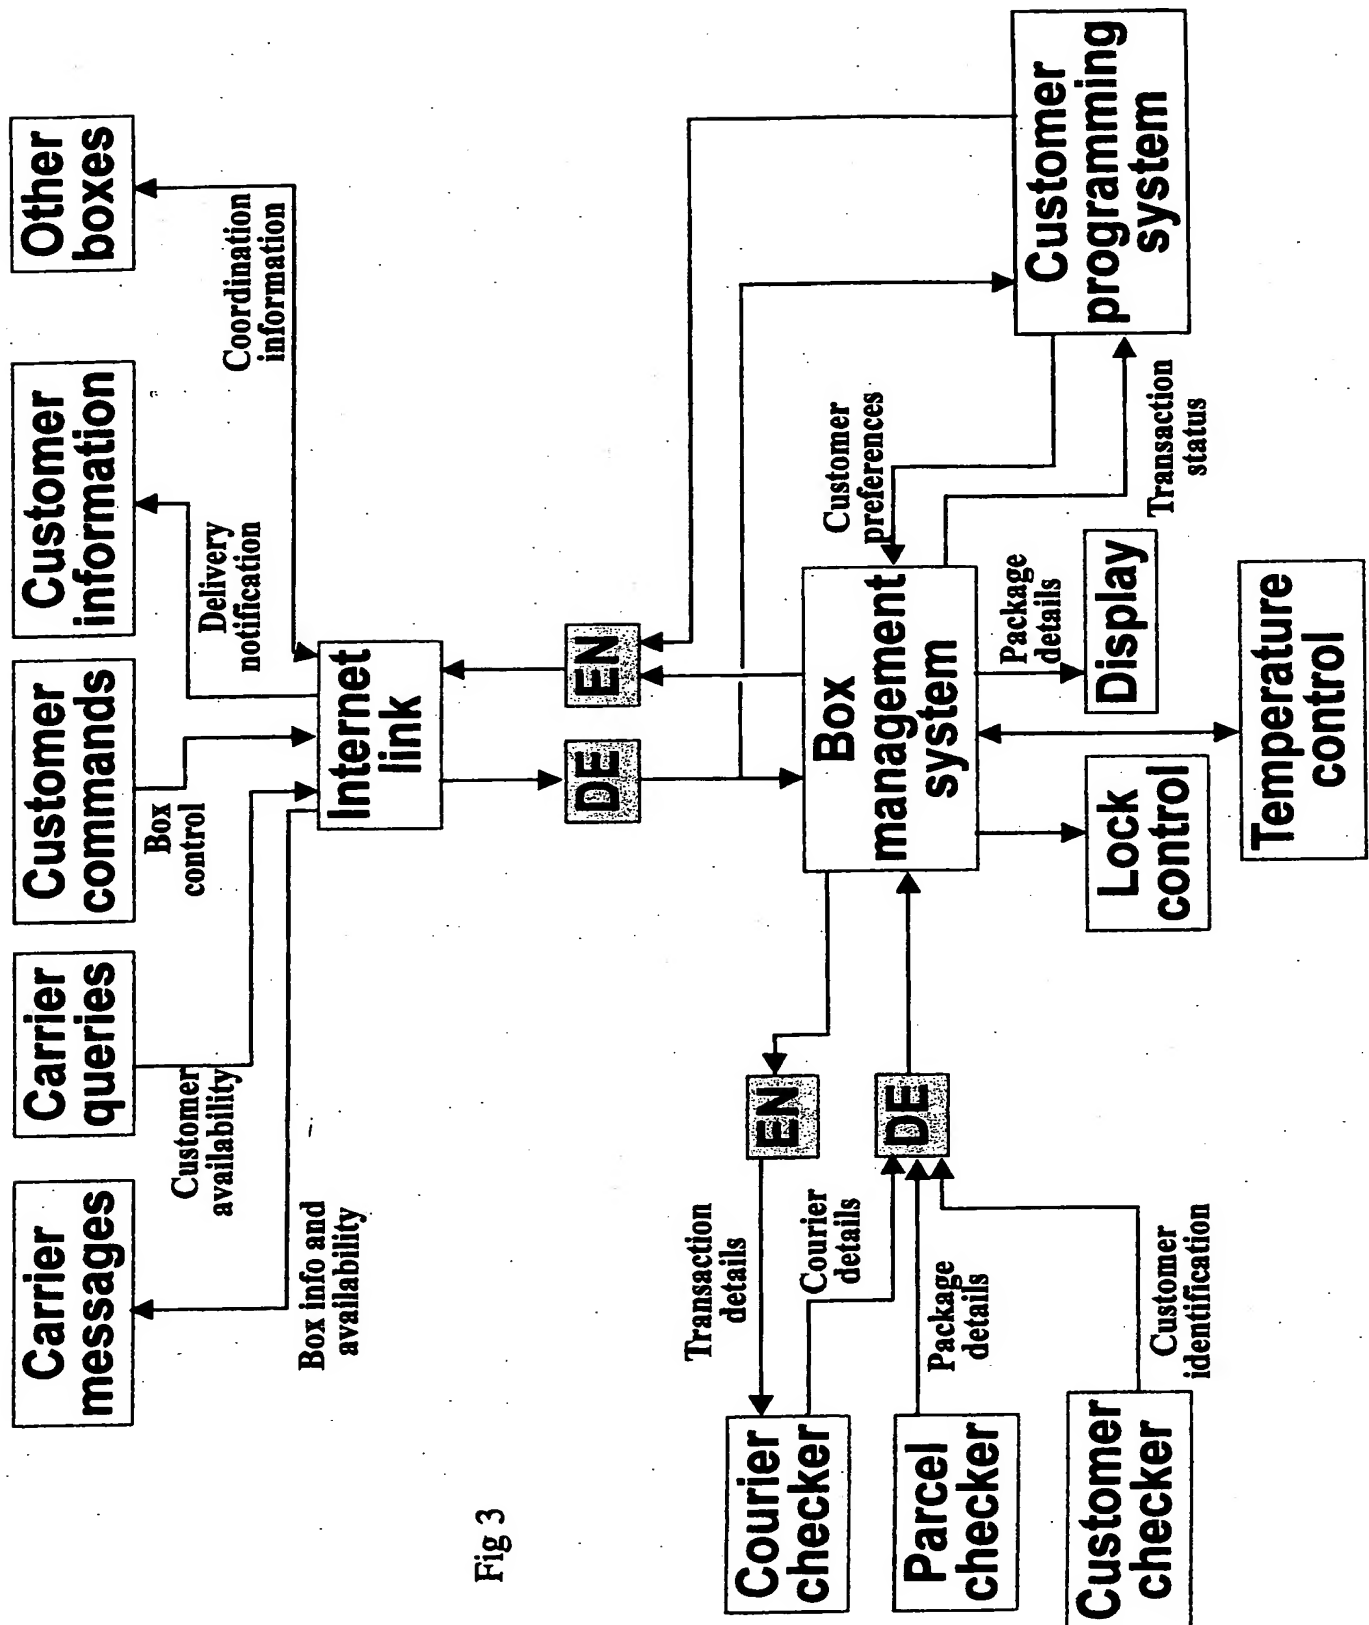 Carrier
messages
Carrier
queries
Customer
commands
Customer
information
Other
boxes
Box info and
availability
Customer
availability
Box
control
Delivery
notification
Coordination
information
Internet
link
DE
EN
Fig 3
Courier
checker
Parcel
checker
Customer
checker
Transaction
details
Courier
details
Package
details
Customer
identification
EN
DE
Box
management
system
Customer
preferences
Transaction
status
Package
details
Lock
control
Display
Temperature
control
Customer
programming
system